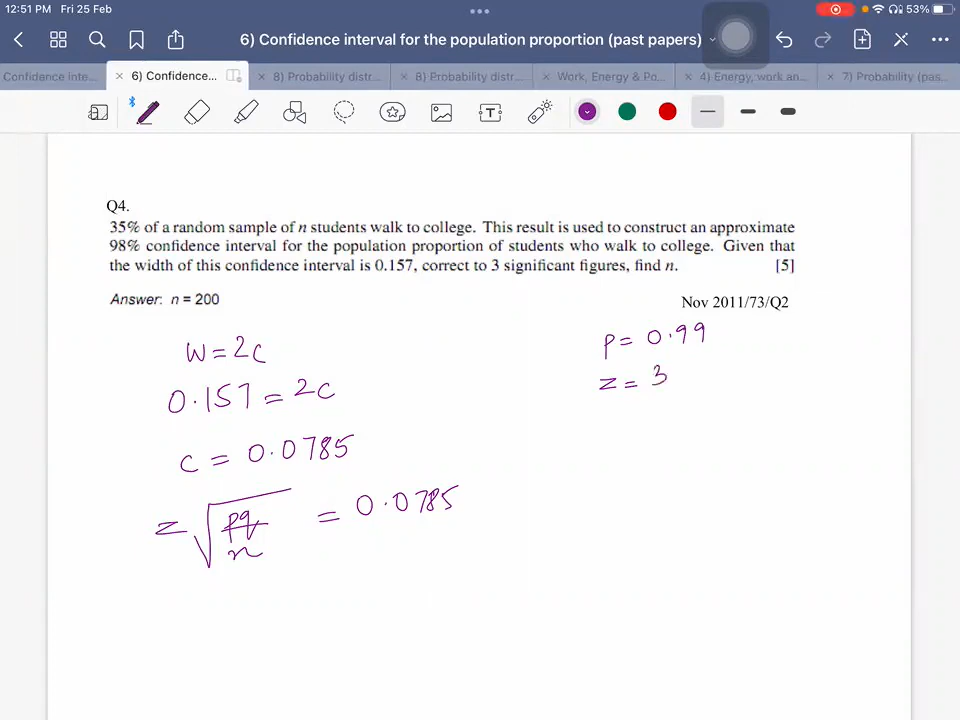 12:51 PM Fri 25 Feb
53%
6) Confidence interval for the population proportion (past papers)
Confidence inte...
6) Confidence...
8) Probability distr...
8) Probability distr...
Work, Energy & Po...
4) Energy, work an...
7) Probability (pas
T
Q4.
35% of a random sample of n students walk to college. This result is used to construct an approximate
98% confidence interval for the population proportion of students who walk to college. Given that
the width of this confidence interval is 0.157, correct to 3 significant figures, find n. [5]
Answer: n = 200
Nov 2011/73/Q2
W = 2c
0.157 = 2c
c = 0.0785
z √(pq/n) = 0.0785
P = 0.99
z = 3